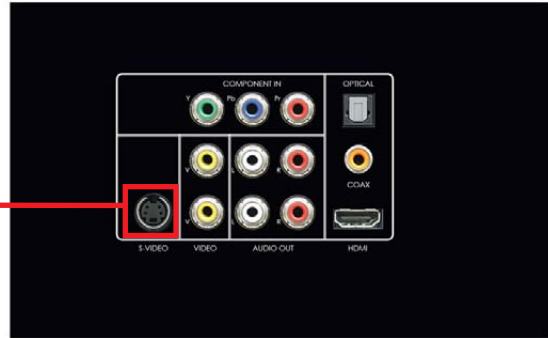 COMPONENT IN
OPTICAL
Y
Pb
Pr
V
L
R
COAX
V
L
R
S-VIDEO
VIDEO
AUDIO OUT
HDMI